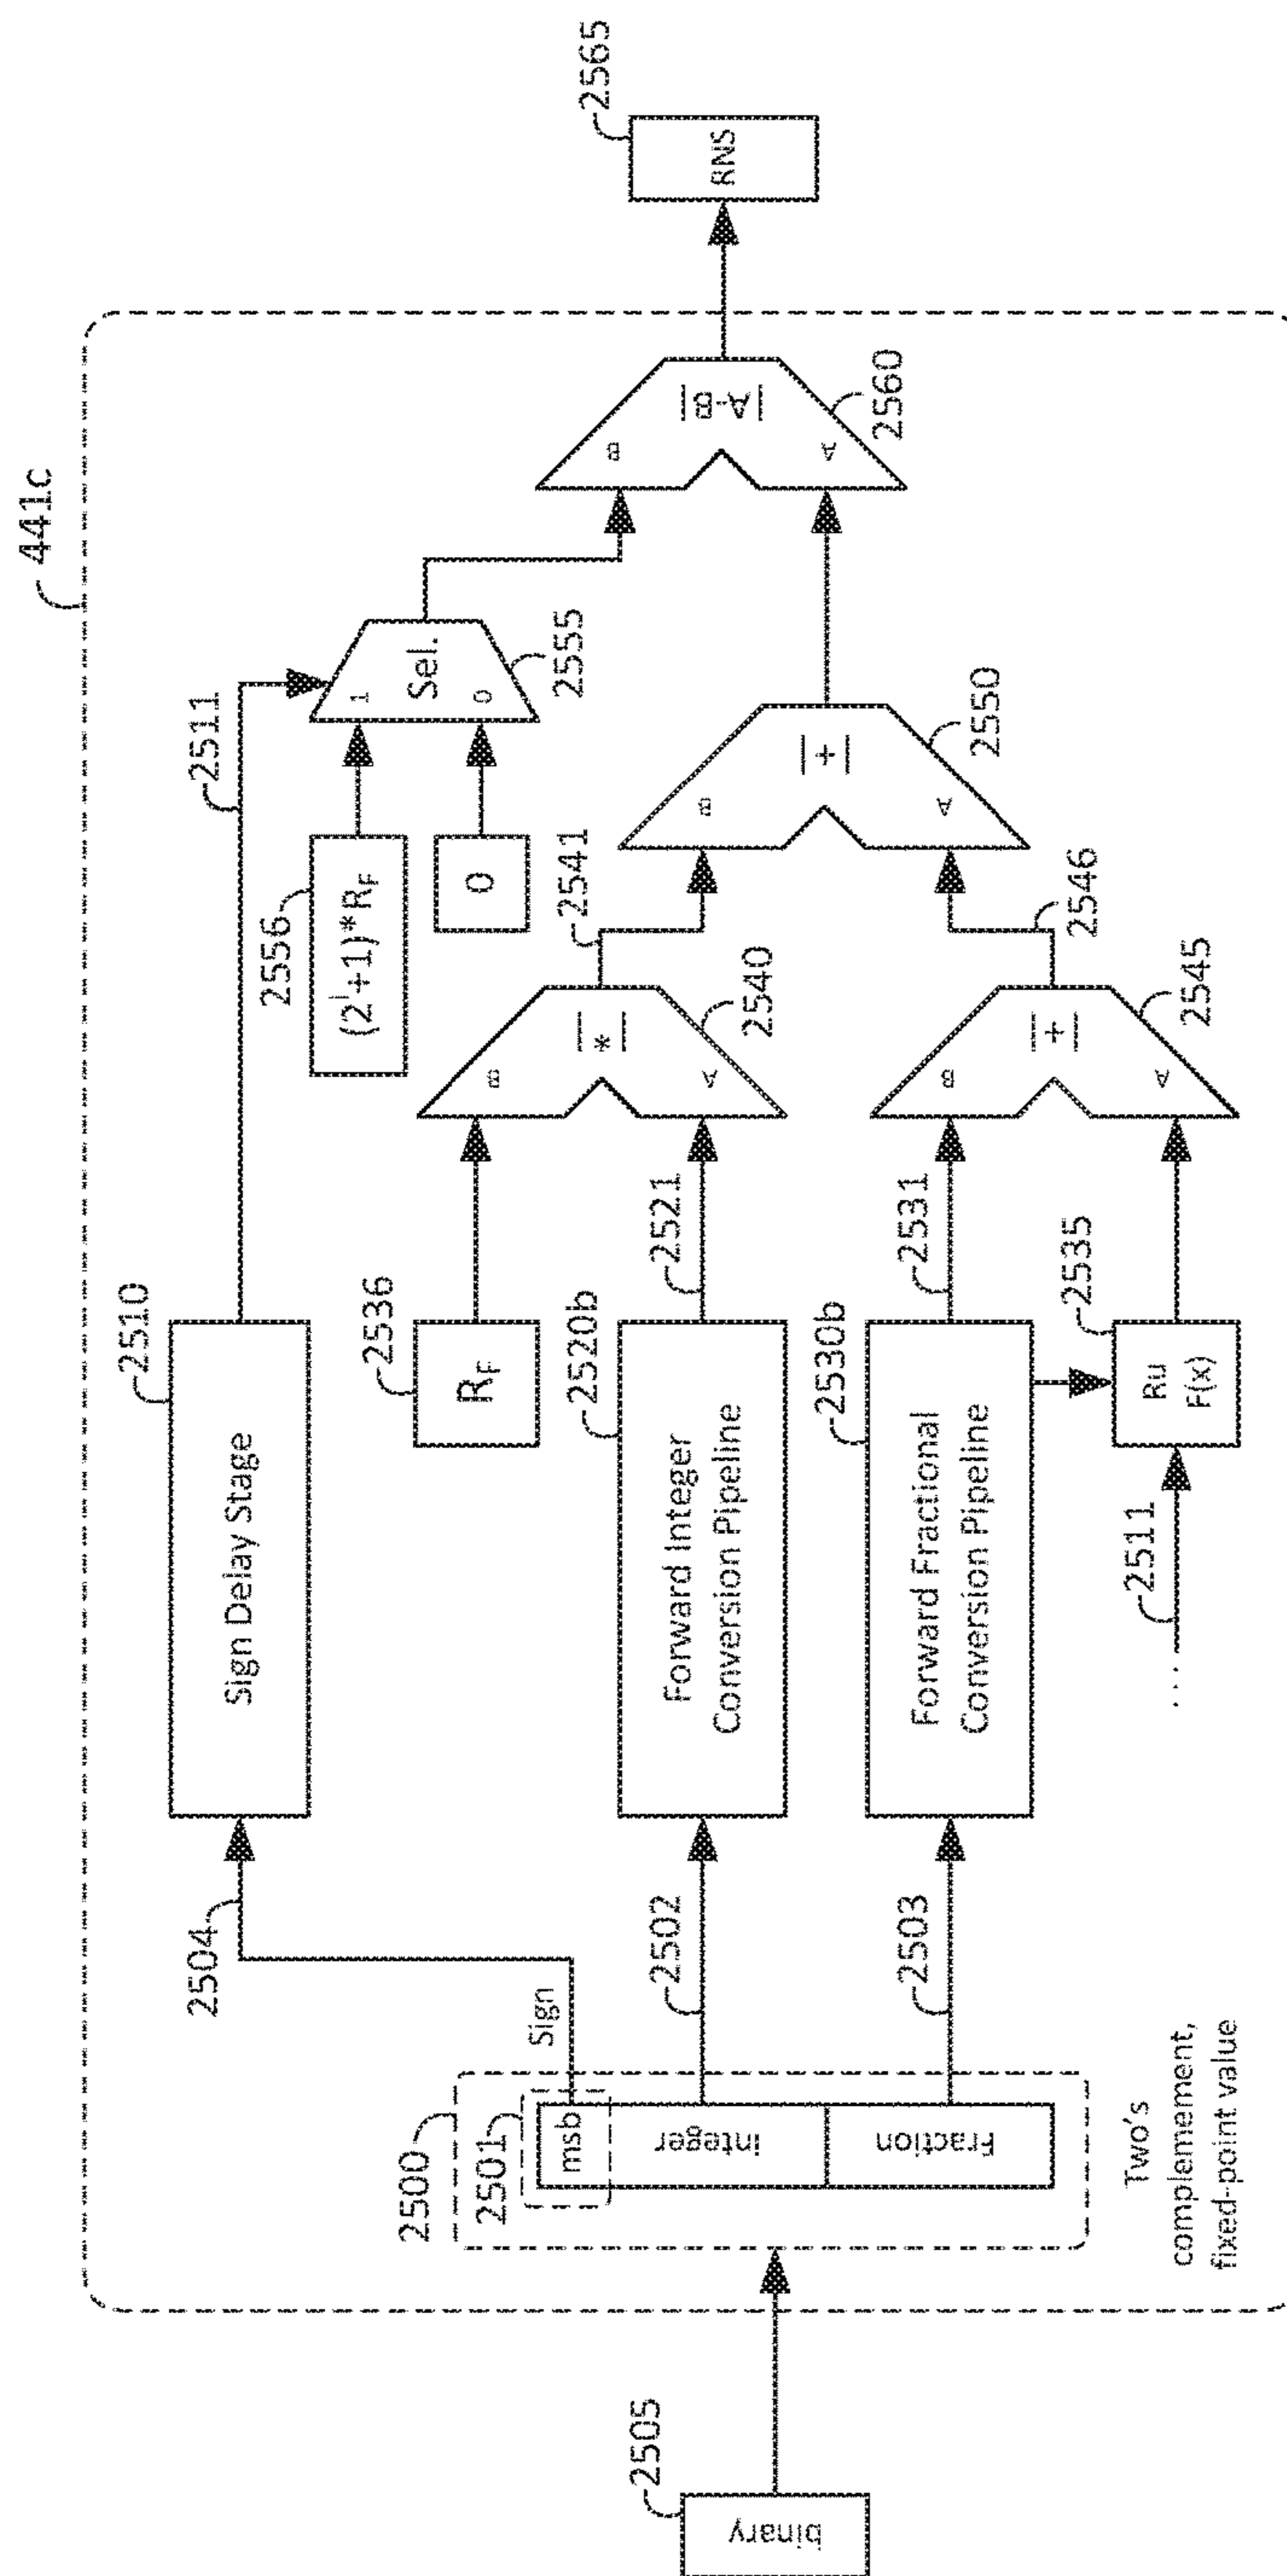 441c
2505
binary
2500
2501
msb
integer
Fraction
Two's
complement,
fixed-point value
Sign
2504
2502
2503
2510
Sign Delay Stage
2536
R_F
2520b
Forward Integer
Conversion Pipeline
2530b
Forward Fractional
Conversion Pipeline
2511
...
2535
Ru
F(x)
2521
2531
2511
2556
(2^I+1)*R_F
0
B
|*|
A
2540
B
|+|
A
2545
2541
2546
1
Sel.
0
2555
B
|+|
A
2550
B
|A-B|
A
2560
2565
RNS